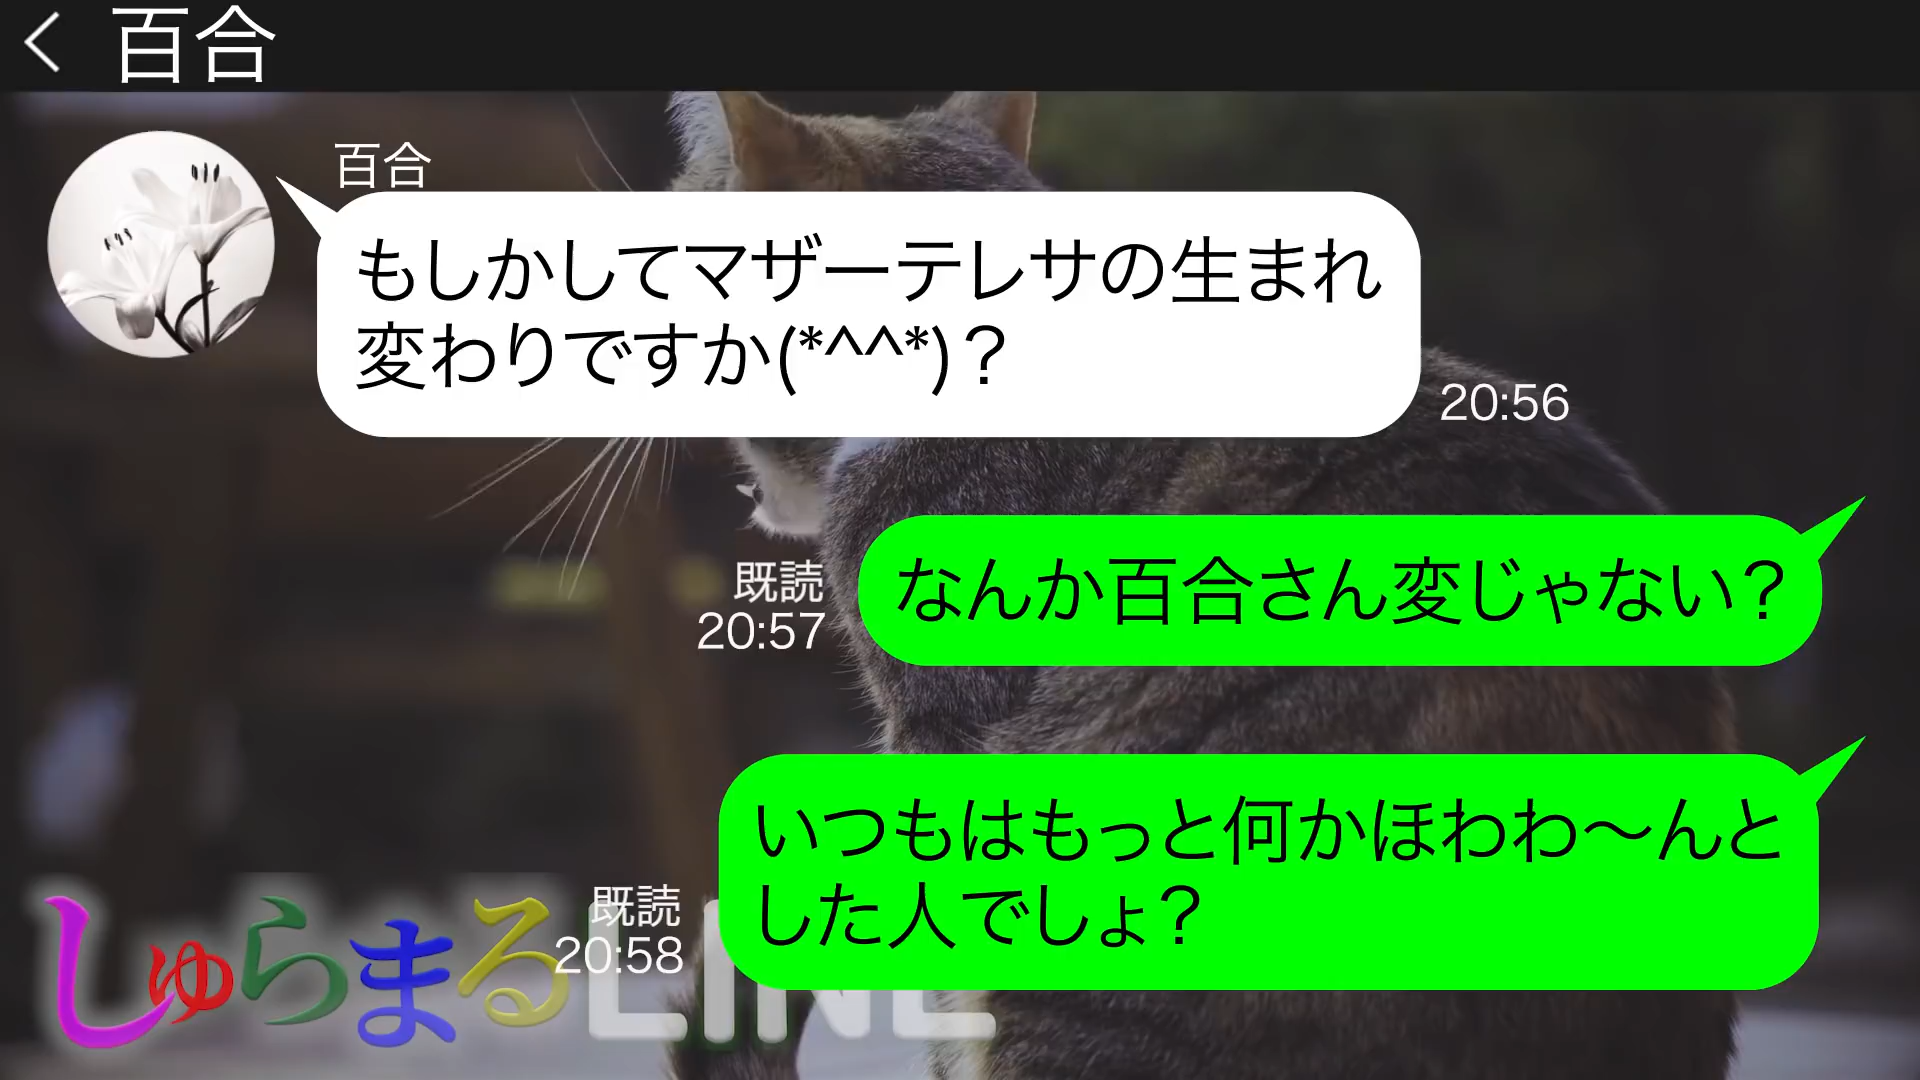 百合
百合
もしかしてマザーテレサの生まれ
変わりですか(*^^*)？
20:56
なんか百合さん変じゃない？
既読
20:57
いつもはもっと何かほわわ～んと
した人でしょ？
既読
20:58
しゅらまるLINE